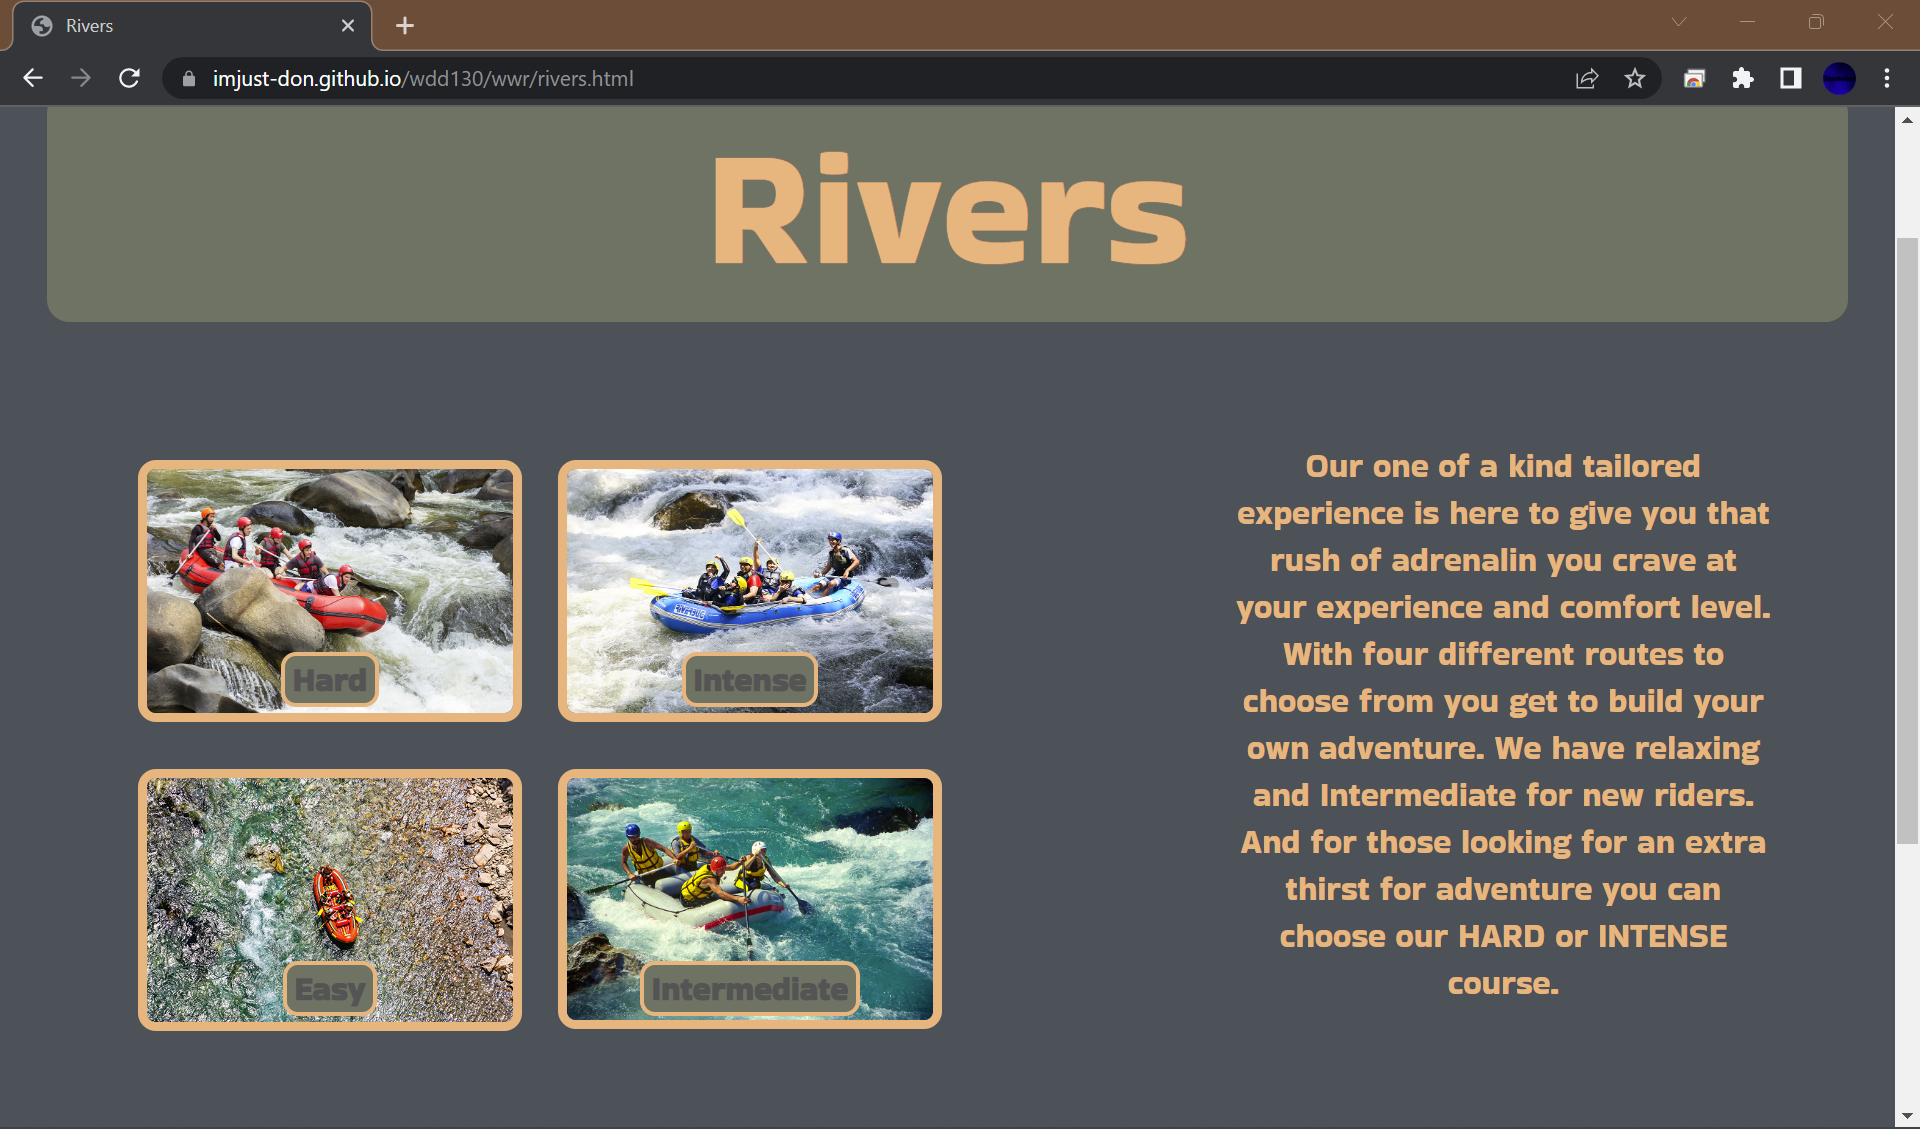 Rivers
imjust-don.github.io/wdd130/wwr/rivers.html
Rivers
Hard
Intense
Easy
Intermediate
Our one of a kind tailored
experience is here to give you that
rush of adrenalin you crave at
your experience and comfort level.
With four different routes to
choose from you get to build your
own adventure. We have relaxing
and Intermediate for new riders.
And for those looking for an extra
thirst for adventure you can
choose our HARD or INTENSE
course.